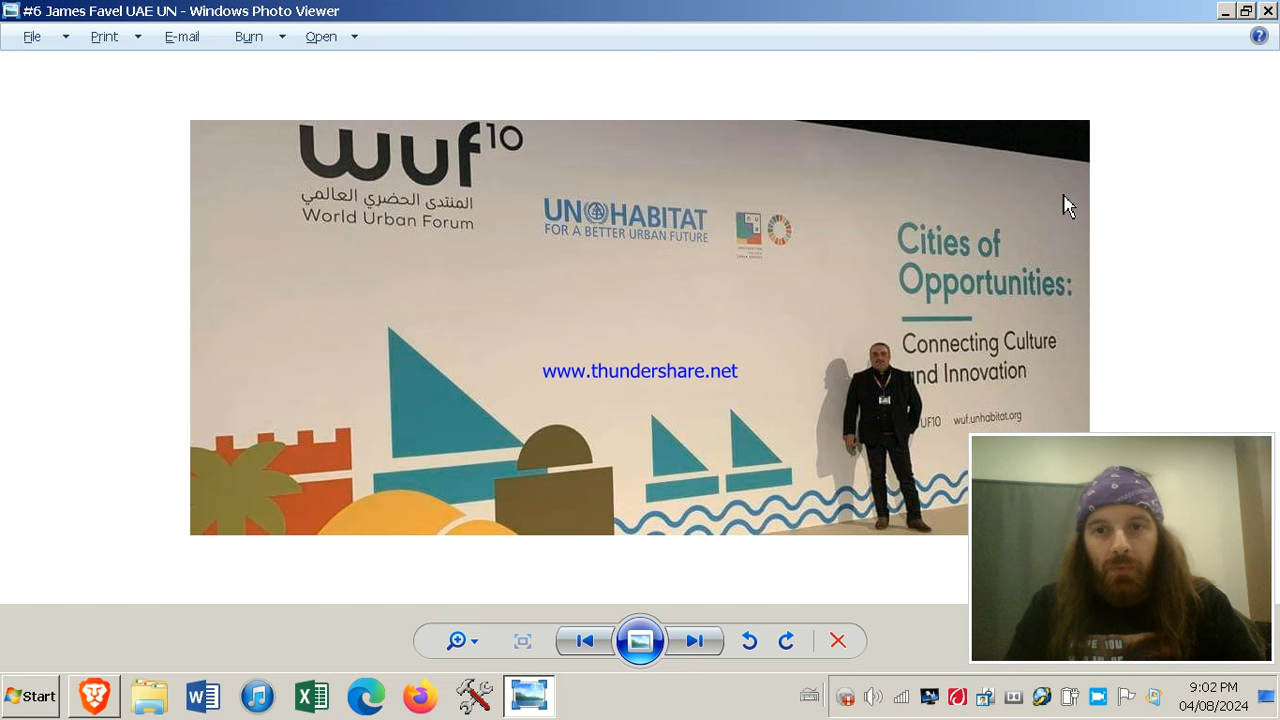 #6 James Favel UAE UN - Windows Photo Viewer
File Print E-mail Burn Open
wuf10
المنتدى الحضري العالمي
World Urban Forum
UN HABITAT
FOR A BETTER URBAN FUTURE
Cities of
Opportunities:
Connecting Culture
and Innovation
UF10 wuf.unhabitat.org
www.thundershare.net
Start
9:02 PM
04/08/2024